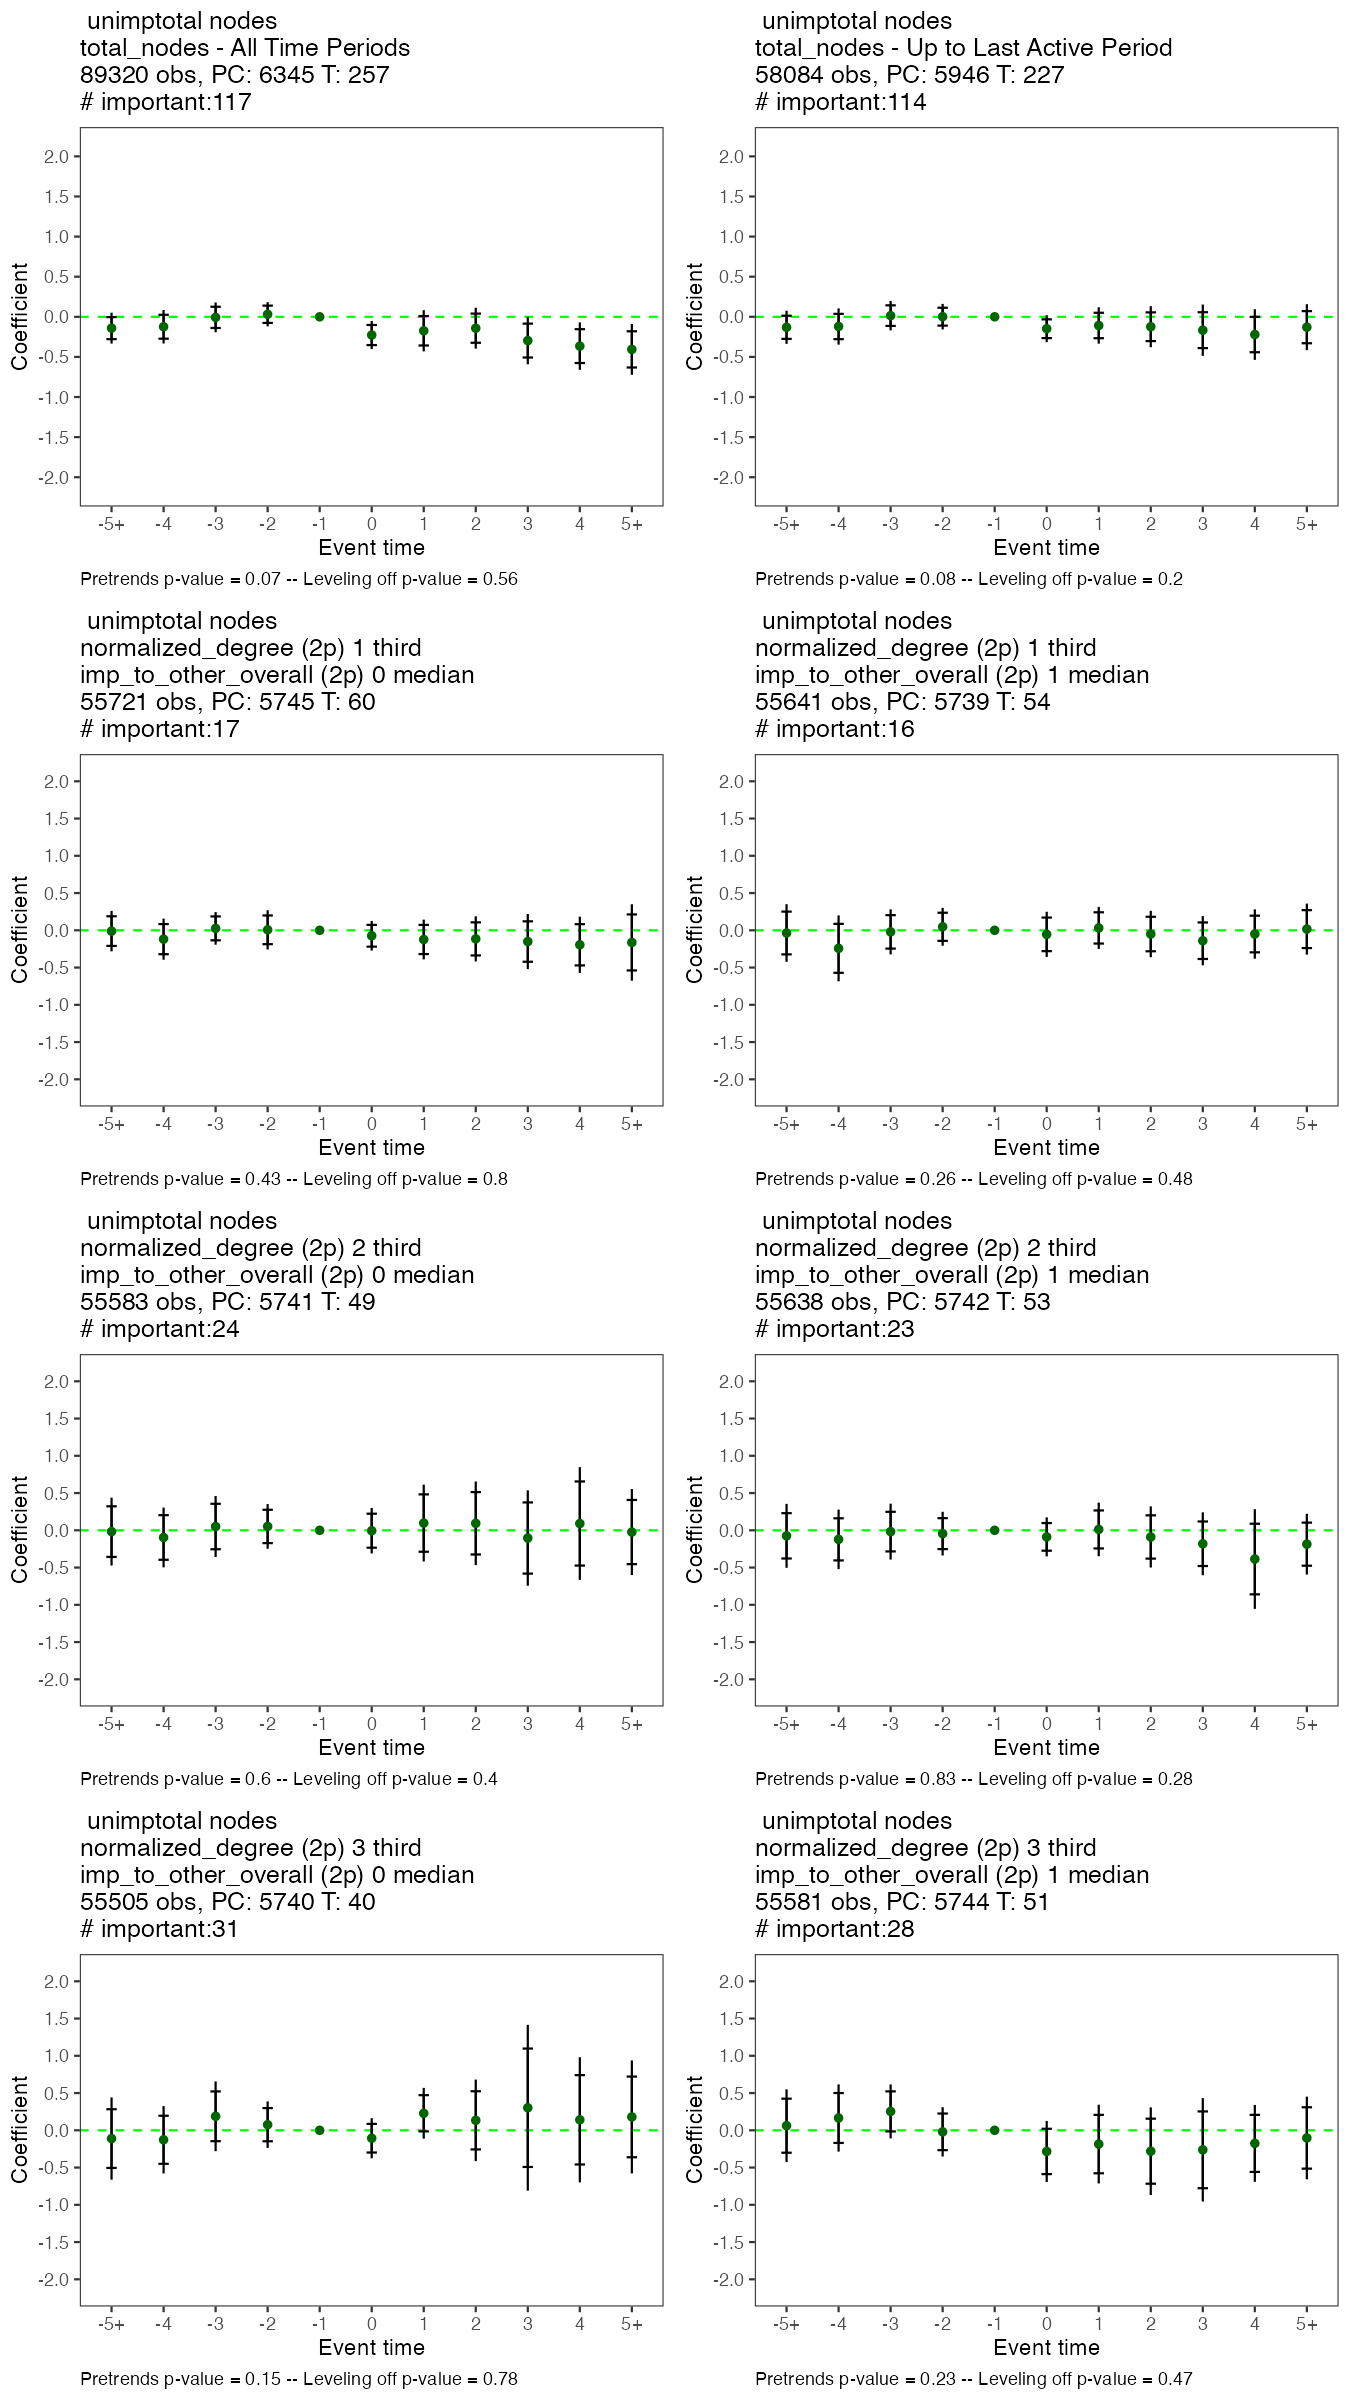 unimptotal nodes
total_nodes - All Time Periods
89320 obs, PC: 6345 T: 257
# important:117
2.0
1.5
1.0
0.5
0.0
-0.5
-1.0
-1.5
-2.0
Coefficient
-5+ -4 -3 -2 -1 0 1 2 3 4 5+
Event time
Pretrends p-value = 0.07 -- Leveling off p-value = 0.56
unimptotal nodes
total_nodes - Up to Last Active Period
58084 obs, PC: 5946 T: 227
# important:114
2.0
1.5
1.0
0.5
0.0
-0.5
-1.0
-1.5
-2.0
Coefficient
-5+ -4 -3 -2 -1 0 1 2 3 4 5+
Event time
Pretrends p-value = 0.08 -- Leveling off p-value = 0.2
unimptotal nodes
normalized_degree (2p) 1 third
imp_to_other_overall (2p) 0 median
55721 obs, PC: 5745 T: 60
# important:17
2.0
1.5
1.0
0.5
0.0
-0.5
-1.0
-1.5
-2.0
Coefficient
-5+ -4 -3 -2 -1 0 1 2 3 4 5+
Event time
Pretrends p-value = 0.43 -- Leveling off p-value = 0.8
unimptotal nodes
normalized_degree (2p) 1 third
imp_to_other_overall (2p) 1 median
55641 obs, PC: 5739 T: 54
# important:16
2.0
1.5
1.0
0.5
0.0
-0.5
-1.0
-1.5
-2.0
Coefficient
-5+ -4 -3 -2 -1 0 1 2 3 4 5+
Event time
Pretrends p-value = 0.26 -- Leveling off p-value = 0.48
unimptotal nodes
normalized_degree (2p) 2 third
imp_to_other_overall (2p) 0 median
55583 obs, PC: 5741 T: 49
# important:24
2.0
1.5
1.0
0.5
0.0
-0.5
-1.0
-1.5
-2.0
Coefficient
-5+ -4 -3 -2 -1 0 1 2 3 4 5+
Event time
Pretrends p-value = 0.6 -- Leveling off p-value = 0.4
unimptotal nodes
normalized_degree (2p) 2 third
imp_to_other_overall (2p) 1 median
55638 obs, PC: 5742 T: 53
# important:23
2.0
1.5
1.0
0.5
0.0
-0.5
-1.0
-1.5
-2.0
Coefficient
-5+ -4 -3 -2 -1 0 1 2 3 4 5+
Event time
Pretrends p-value = 0.83 -- Leveling off p-value = 0.28
unimptotal nodes
normalized_degree (2p) 3 third
imp_to_other_overall (2p) 0 median
55505 obs, PC: 5740 T: 40
# important:31
2.0
1.5
1.0
0.5
0.0
-0.5
-1.0
-1.5
-2.0
Coefficient
-5+ -4 -3 -2 -1 0 1 2 3 4 5+
Event time
Pretrends p-value = 0.15 -- Leveling off p-value = 0.78
unimptotal nodes
normalized_degree (2p) 3 third
imp_to_other_overall (2p) 1 median
55581 obs, PC: 5744 T: 51
# important:28
2.0
1.5
1.0
0.5
0.0
-0.5
-1.0
-1.5
-2.0
Coefficient
-5+ -4 -3 -2 -1 0 1 2 3 4 5+
Event time
Pretrends p-value = 0.23 -- Leveling off p-value = 0.47